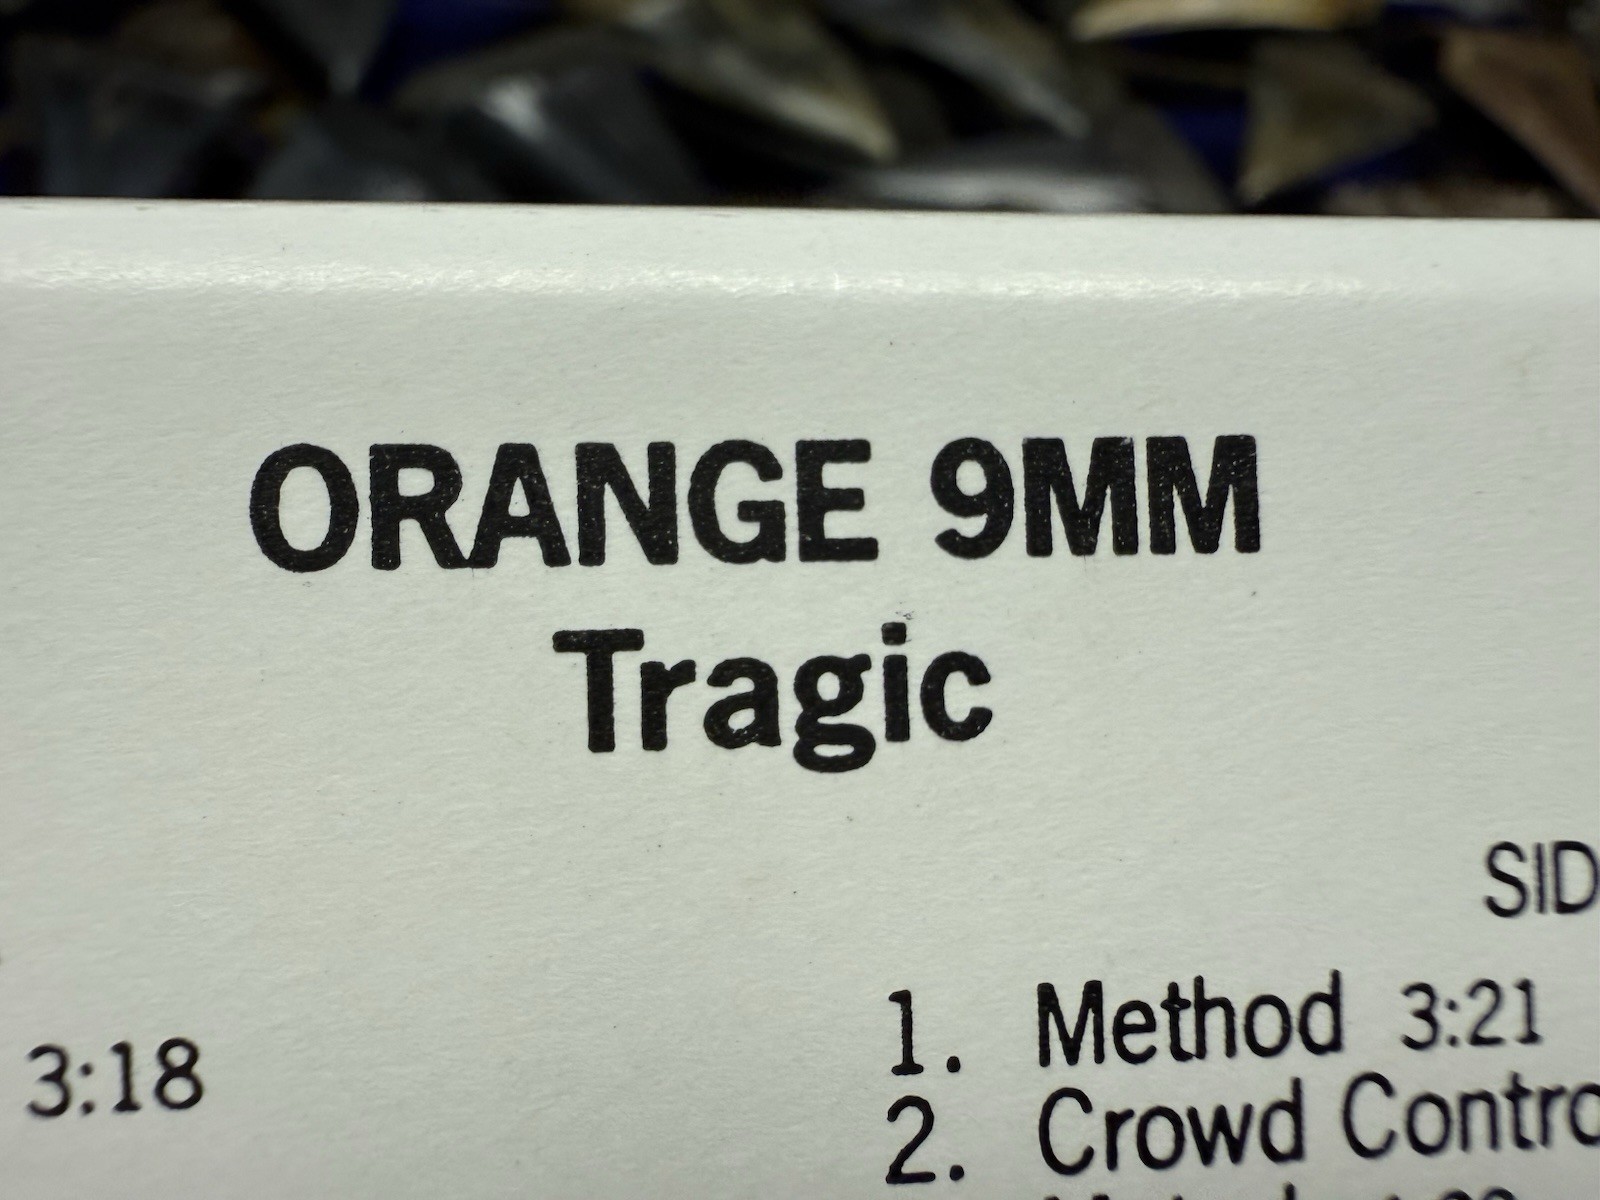 ORANGE 9MM
Tragic
SID
3:18
1. Method 3:21
2. Crowd Contro